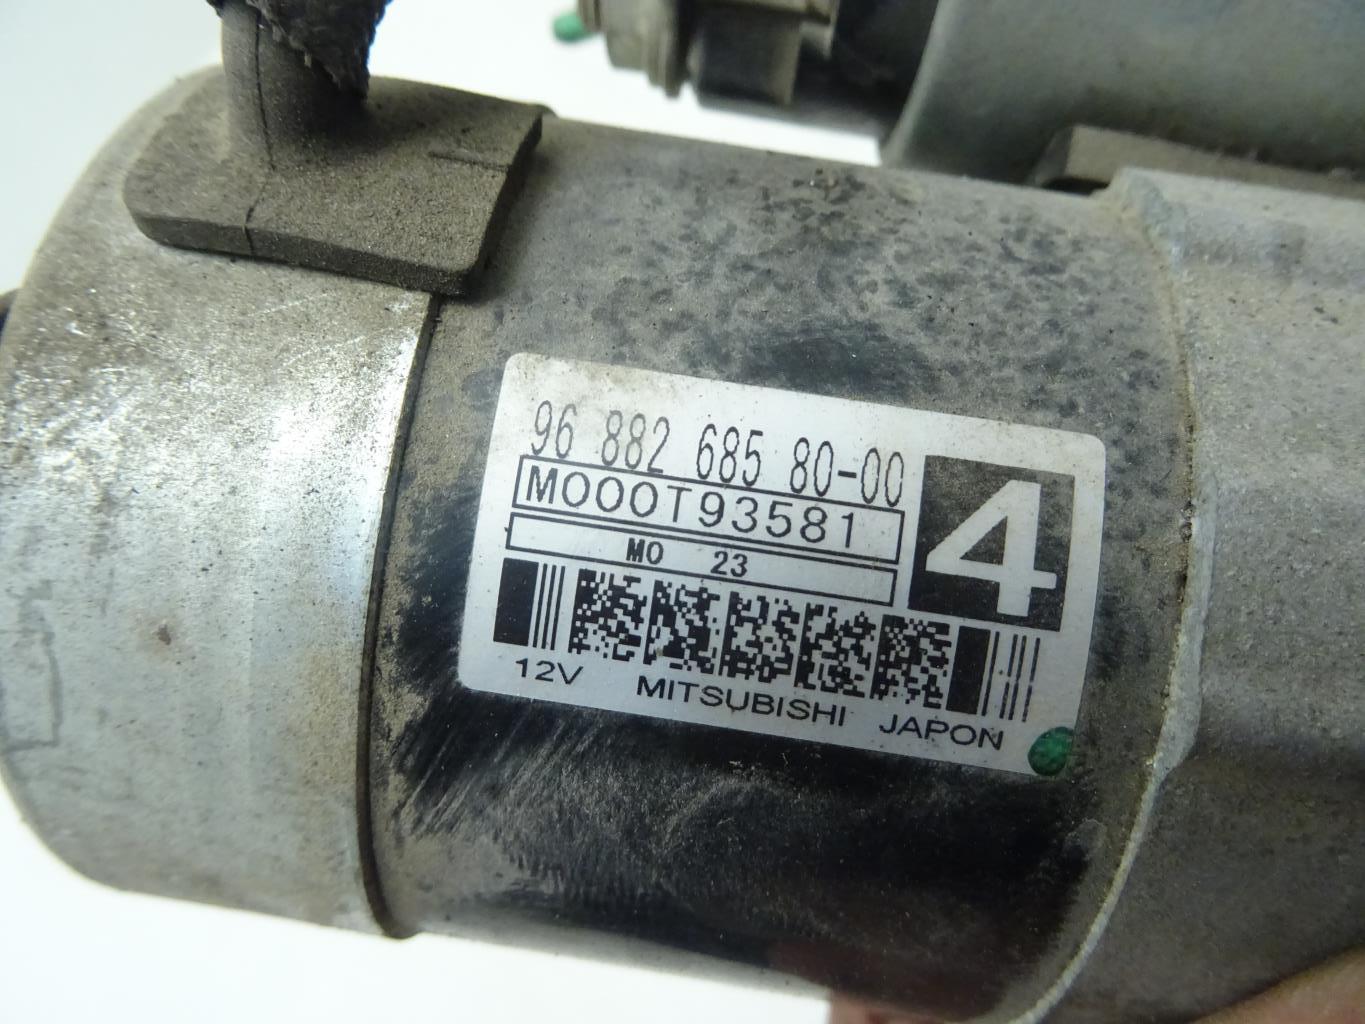 96 882 685 80-00
M000T93581
4
MO 23
12V MITSUBISHI JAPON